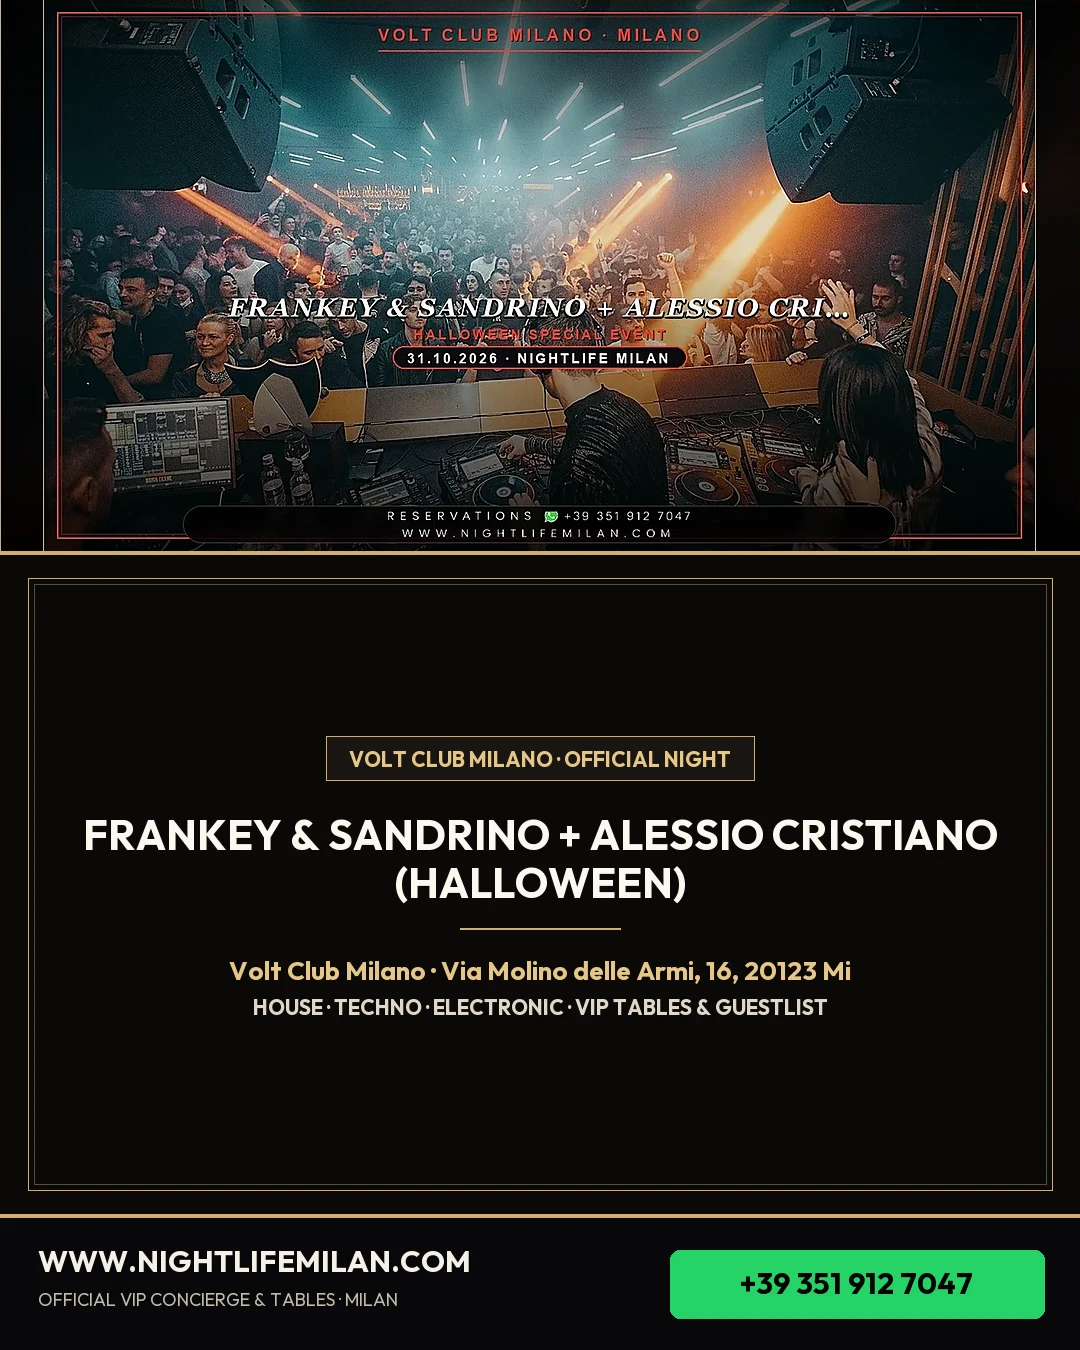 VOLT CLUB MILANO · MILANO
FRANKEY & SANDRINO + ALESSIO CRI...
HALLOWEEN SPECIAL EVENT
31.10.2026 · NIGHTLIFE MILAN
RESERVATIONS +39 351 912 7047
WWW.NIGHTLIFEMILAN.COM
VOLT CLUB MILANO · OFFICIAL NIGHT
FRANKEY & SANDRINO + ALESSIO CRISTIANO
(HALLOWEEN)
Volt Club Milano · Via Molino delle Armi, 16, 20123 Mi
HOUSE · TECHNO · ELECTRONIC · VIP TABLES & GUESTLIST
WWW.NIGHTLIFEMILAN.COM
OFFICIAL VIP CONCIERGE & TABLES · MILAN
+39 351 912 7047